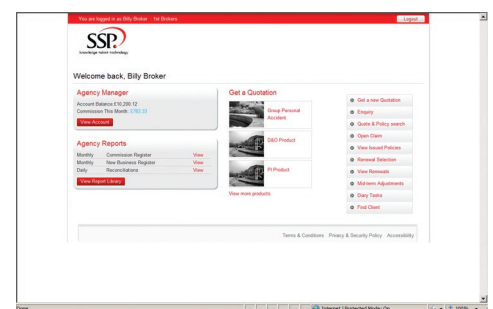 You are logged in as Billy Broker : 1st Brokers
Logout
SSP
knowledge talent technology
Welcome back, Billy Broker
Agency Manager
Account Balance £10,200.12
Commission This Month: £783.33
View Account
Agency Reports
Monthly Commission Register View
Monthly New Business Register View
Daily Reconciliations View
View Report Library
Get a Quotation
Group Personal
Accident
D&O Product
PI Product
View more products
Get a new Quotation
Enquiry
Quote & Policy search
Open Claim
View Issued Policies
Renewal Selection
View Renewals
Mid-term Adjustments
Diary Tasks
Find Client
Terms & Conditions Privacy & Security Policy Accessibility
Done
Internet | Protected Mode: On
100%